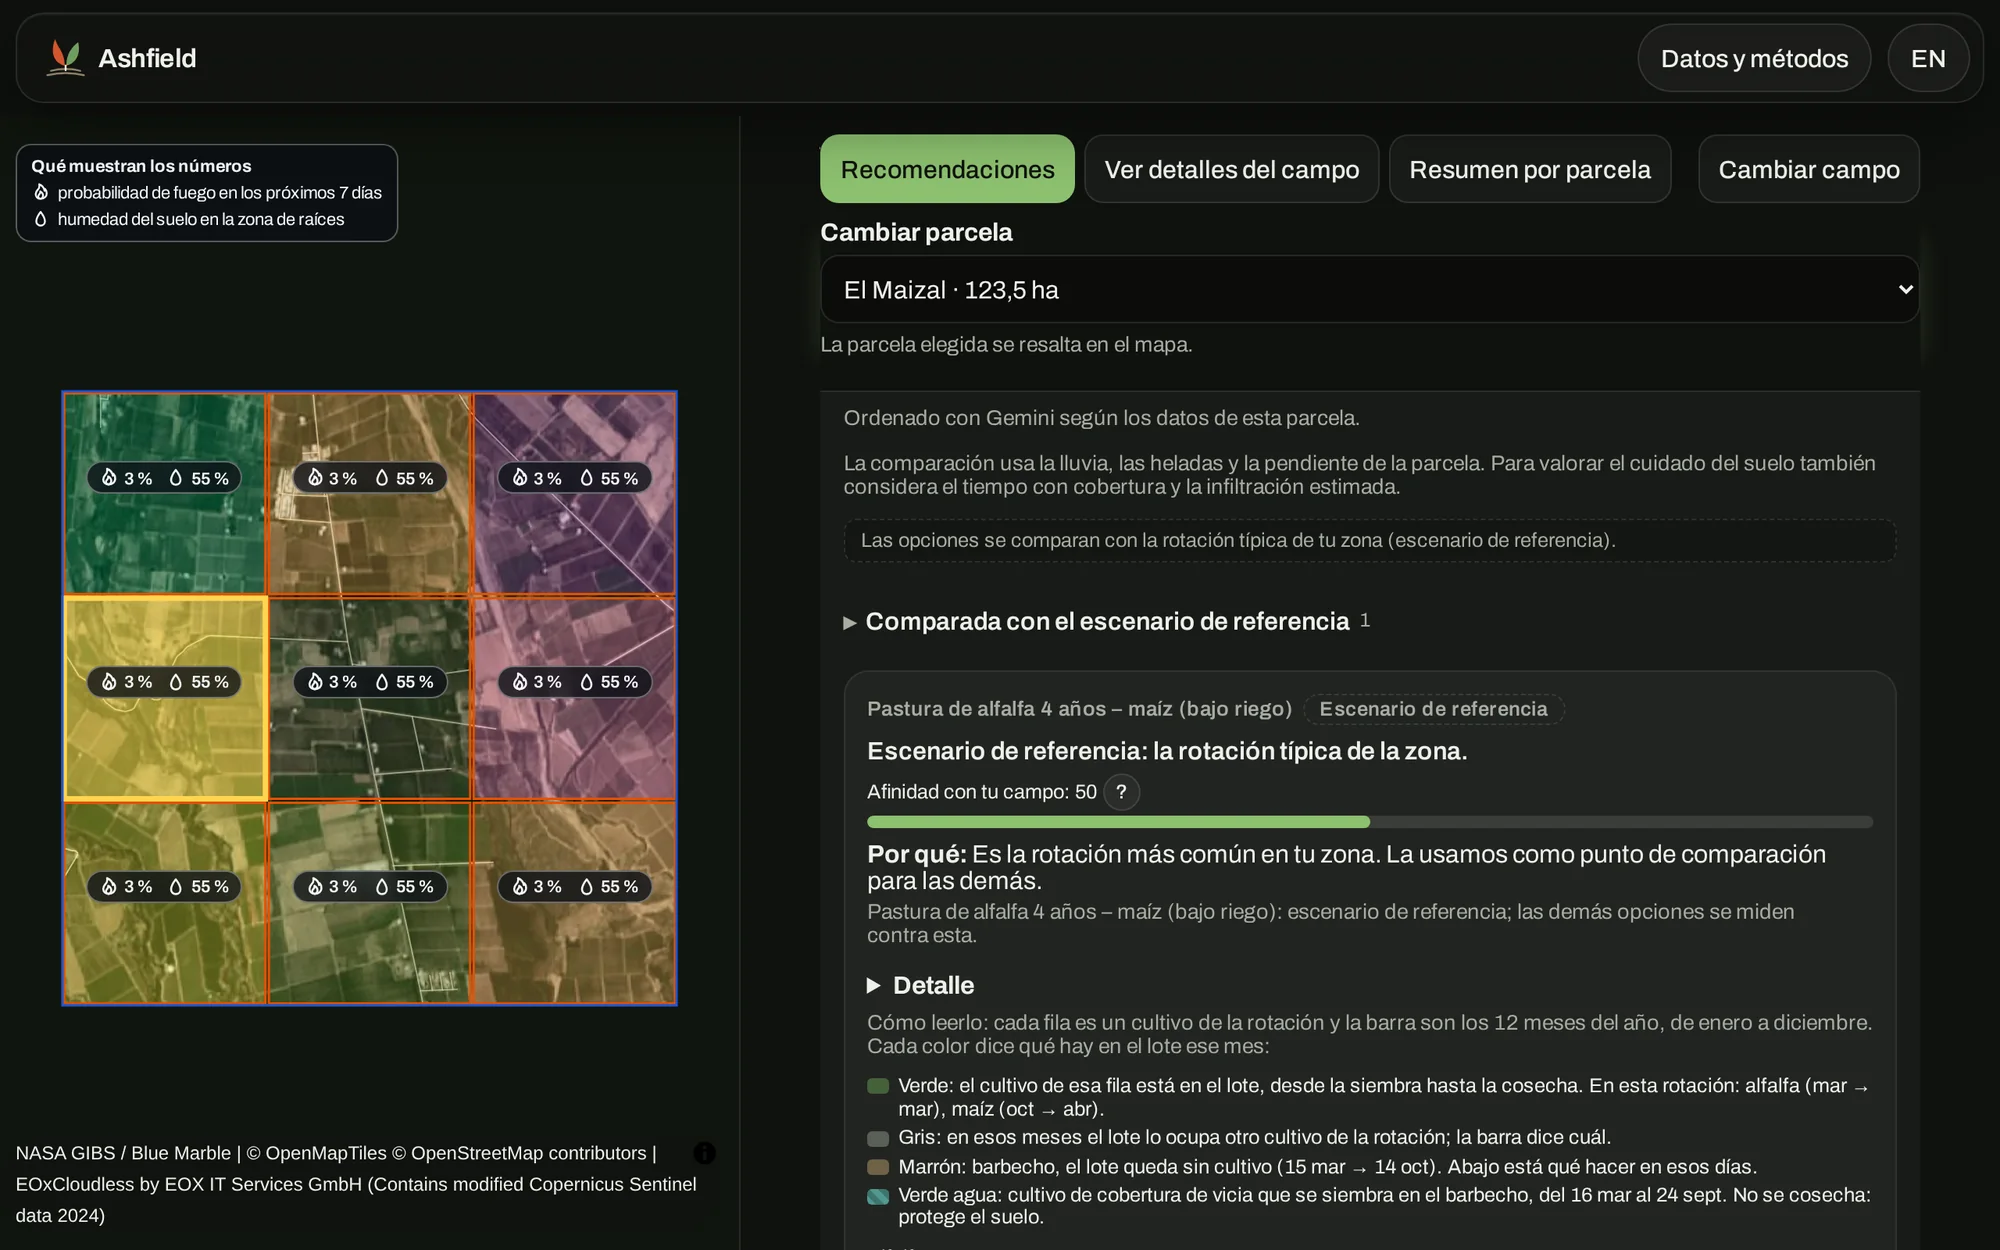 Ashfield
Datos y métodos
EN
Qué muestran los números
probabilidad de fuego en los próximos 7 días
humedad del suelo en la zona de raíces
3 % 55 %
3 % 55 %
3 % 55 %
3 % 55 %
3 % 55 %
3 % 55 %
3 % 55 %
3 % 55 %
3 % 55 %
NASA GIBS / Blue Marble | © OpenMapTiles © OpenStreetMap contributors |
EOxCloudless by EOX IT Services GmbH (Contains modified Copernicus Sentinel
data 2024)
Recomendaciones
Ver detalles del campo
Resumen por parcela
Cambiar campo
Cambiar parcela
El Maizal · 123,5 ha
La parcela elegida se resalta en el mapa.
Ordenado con Gemini según los datos de esta parcela.
La comparación usa la lluvia, las heladas y la pendiente de la parcela. Para valorar el cuidado del suelo también
considera el tiempo con cobertura y la infiltración estimada.
Las opciones se comparan con la rotación típica de tu zona (escenario de referencia).
▶ Comparada con el escenario de referencia 1
Pastura de alfalfa 4 años – maíz (bajo riego) Escenario de referencia
Escenario de referencia: la rotación típica de la zona.
Afinidad con tu campo: 50 ?
Por qué: Es la rotación más común en tu zona. La usamos como punto de comparación
para las demás.
Pastura de alfalfa 4 años – maíz (bajo riego): escenario de referencia; las demás opciones se miden
contra esta.
▶ Detalle
Cómo leerlo: cada fila es un cultivo de la rotación y la barra son los 12 meses del año, de enero a diciembre.
Cada color dice qué hay en el lote ese mes:
Verde: el cultivo de esa fila está en el lote, desde la siembra hasta la cosecha. En esta rotación: alfalfa (mar →
mar), maíz (oct → abr).
Gris: en esos meses el lote lo ocupa otro cultivo de la rotación; la barra dice cuál.
Marrón: barbecho, el lote queda sin cultivo (15 mar → 14 oct). Abajo está qué hacer en esos días.
Verde agua: cultivo de cobertura de vicia que se siembra en el barbecho, del 16 mar al 24 sept. No se cosecha:
protege el suelo.